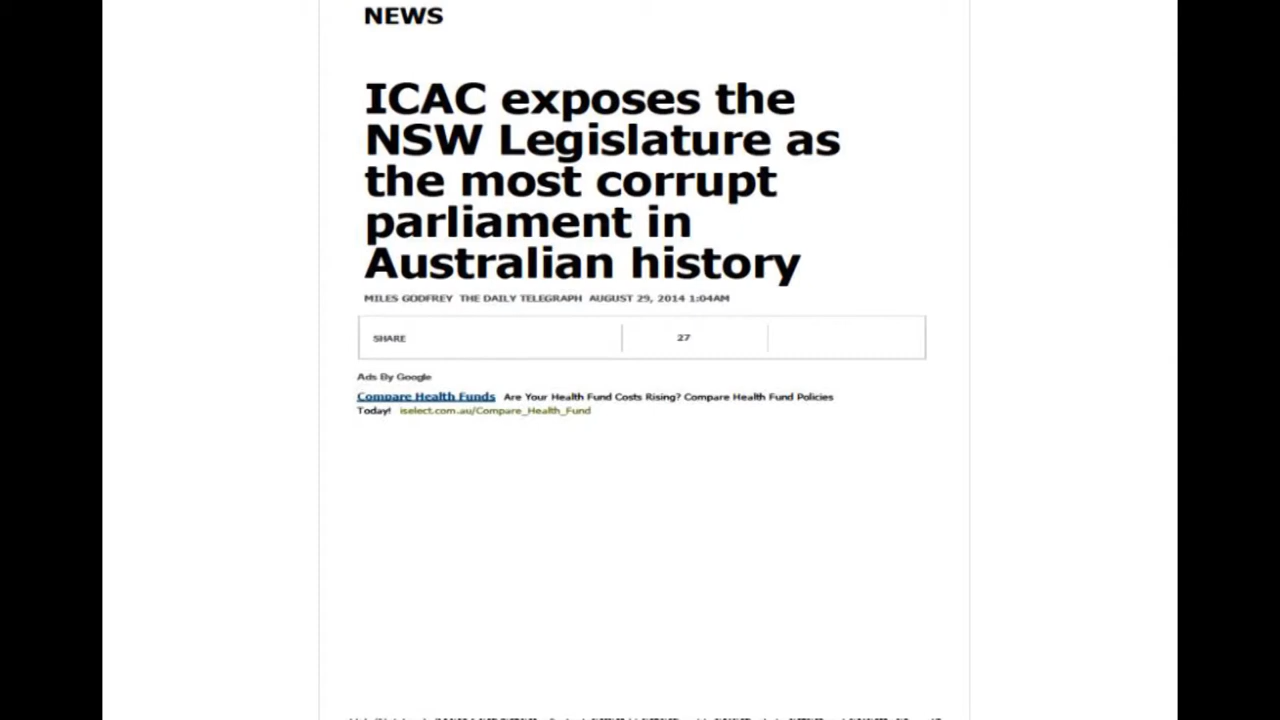 NEWS
ICAC exposes the
NSW Legislature as
the most corrupt
parliament in
Australian history
MILES GODFREY THE DAILY TELEGRAPH AUGUST 29, 2014 1:04AM
SHARE 27
Ads By Google
Compare Health Funds Are Your Health Fund Costs Rising? Compare Health Fund Policies
Today! iselect.com.au/Compare_Health_Fund